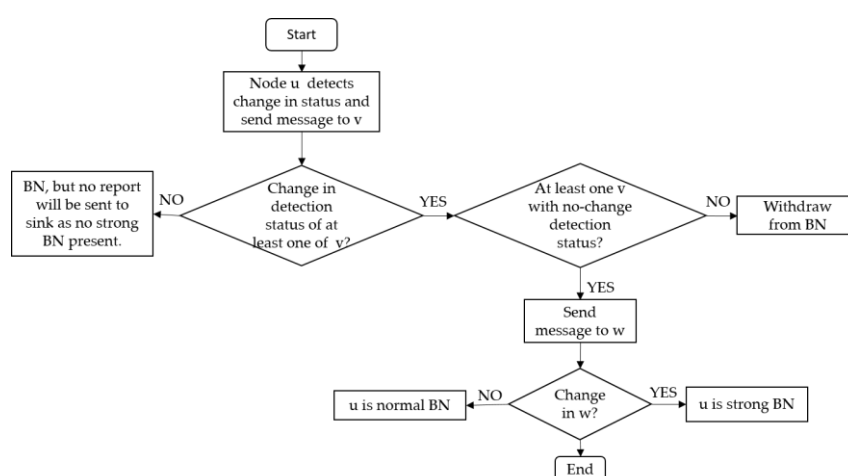 Start
Node u detects
change in status and
send message to v
BN, but no report
will be sent to
sink as no strong
BN present.
NO
Change in
detection
status of at
least one of v?
YES
At least one v
with no-change
detection
status?
NO
Withdraw
from BN
YES
Send
message to w
u is normal BN
NO
Change
in w?
YES
u is strong BN
End